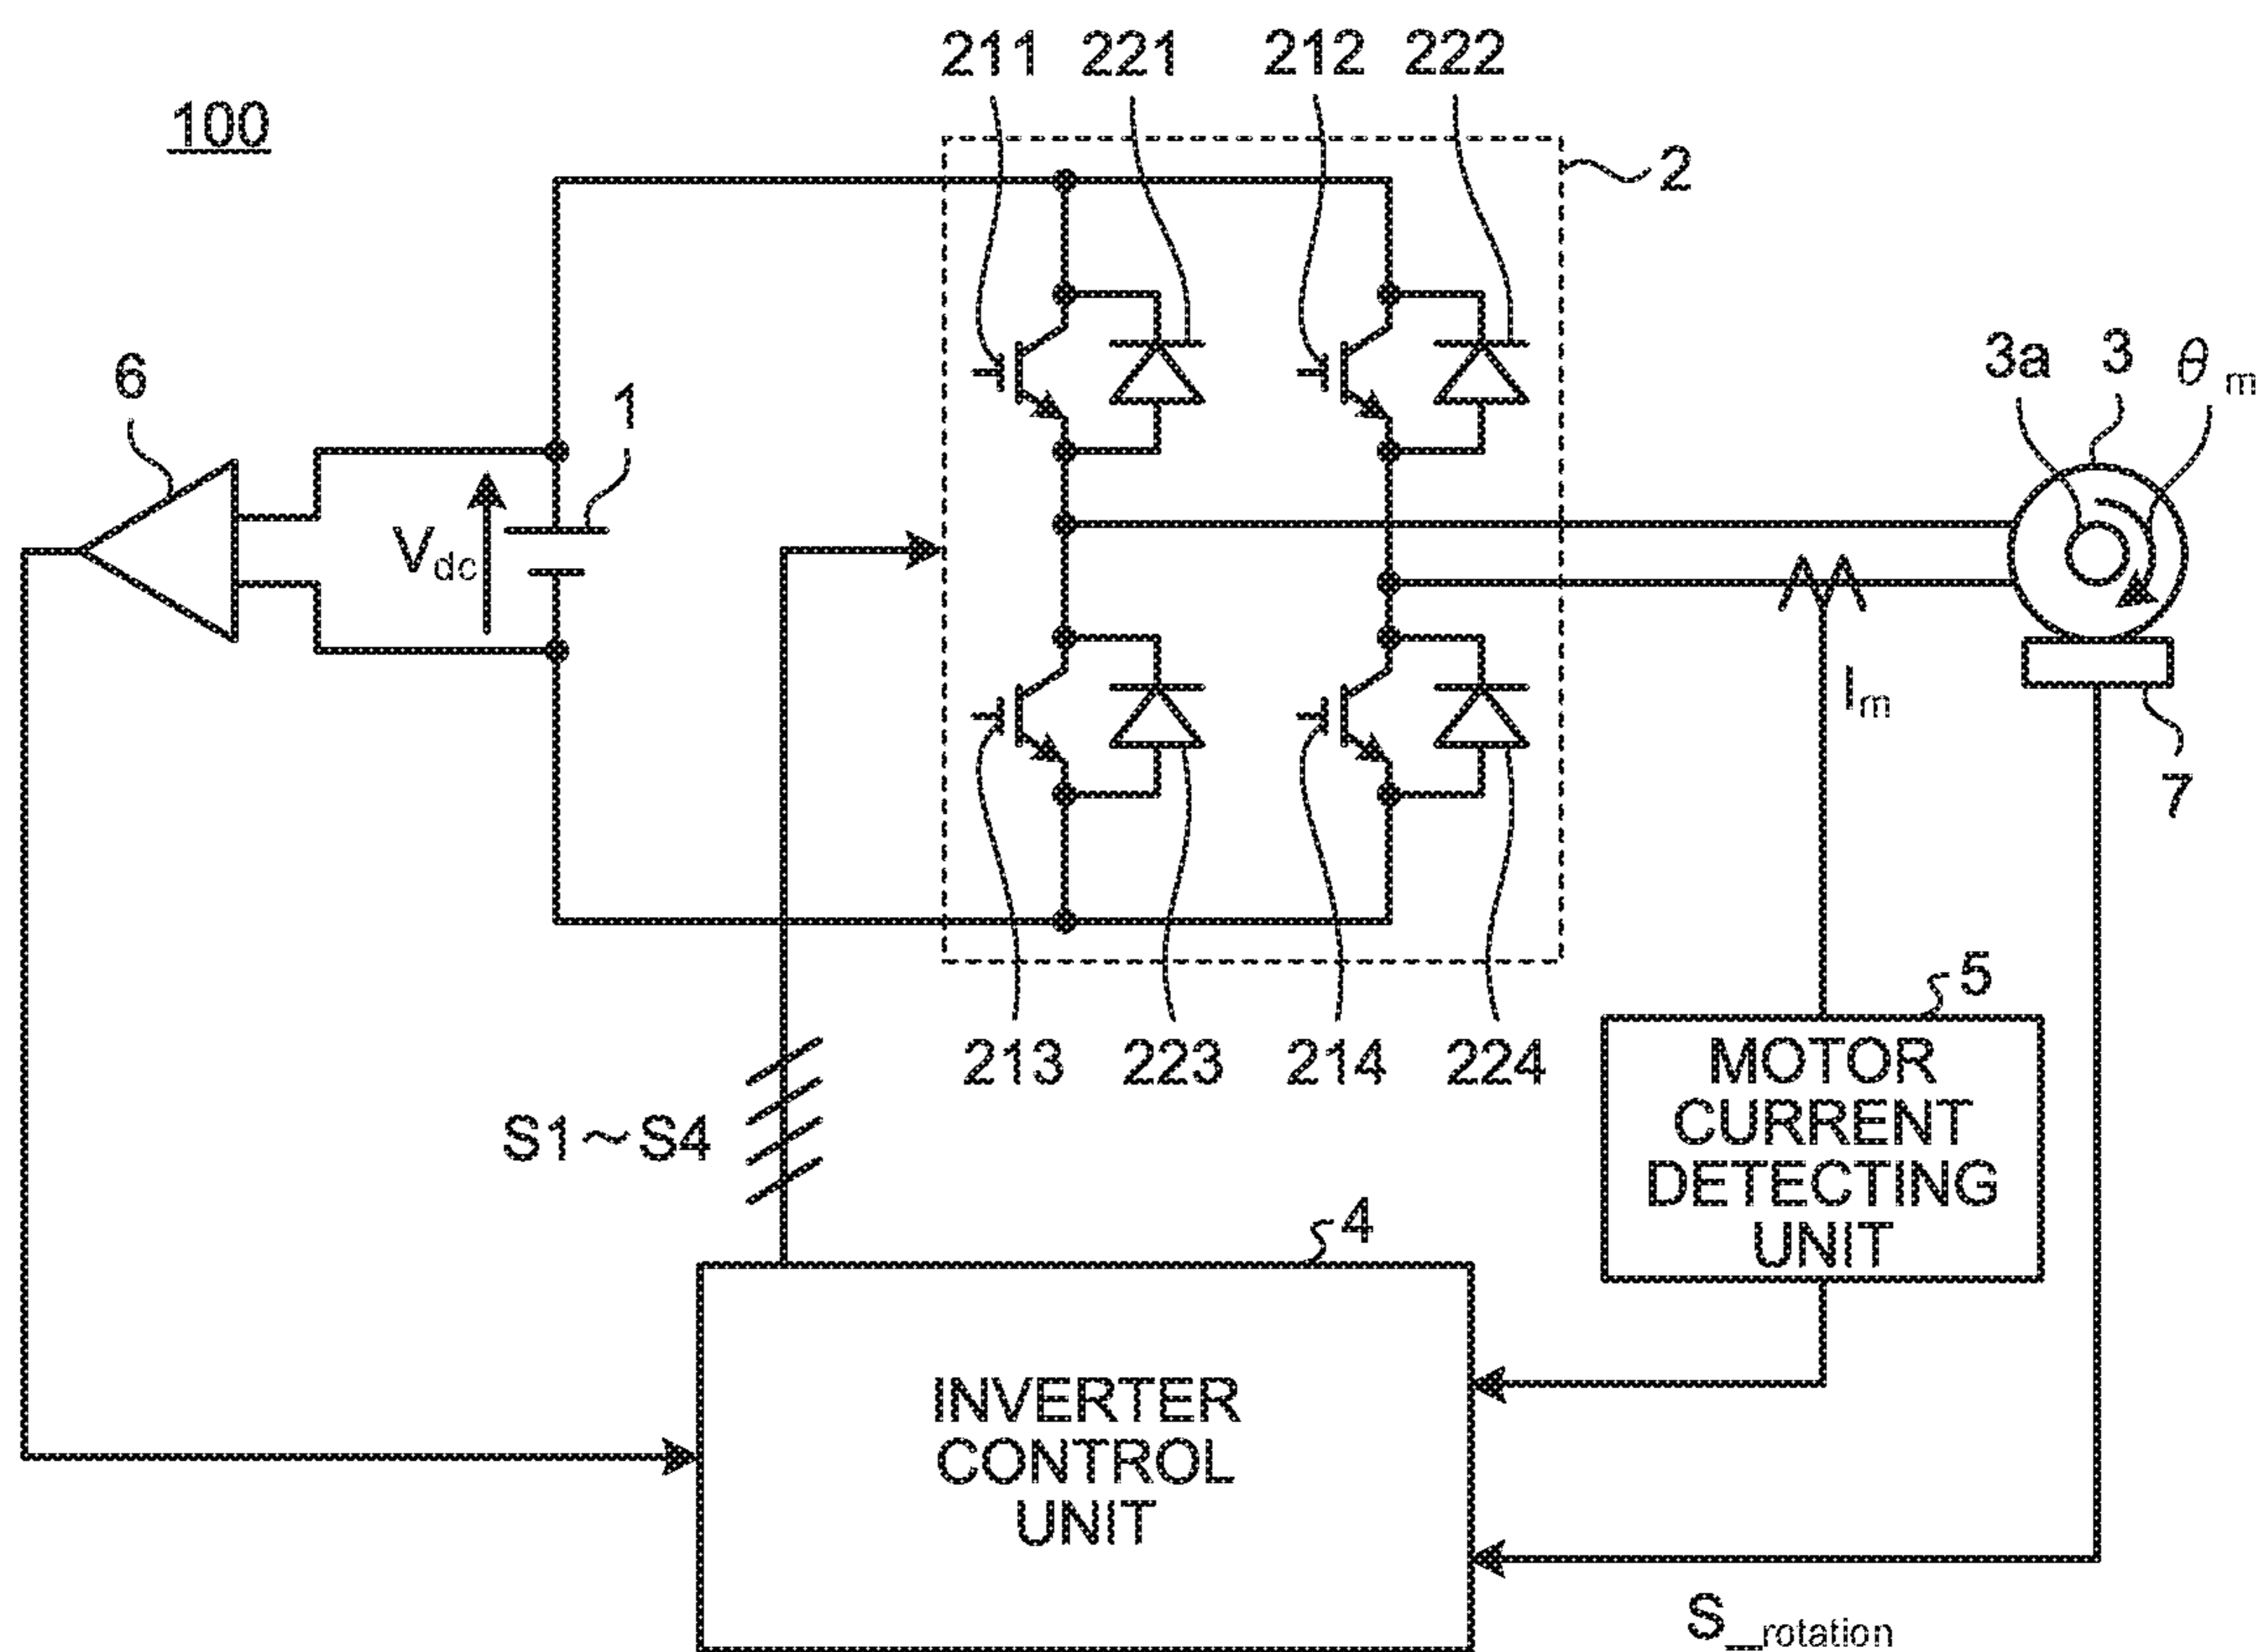 211 221 212 222
100
2
6
1
3a 3 θm
Vdc
Im
7
5
213 223 214 224
MOTOR
CURRENT
DETECTING
UNIT
S1~S4
4
INVERTER
CONTROL
UNIT
S_rotation